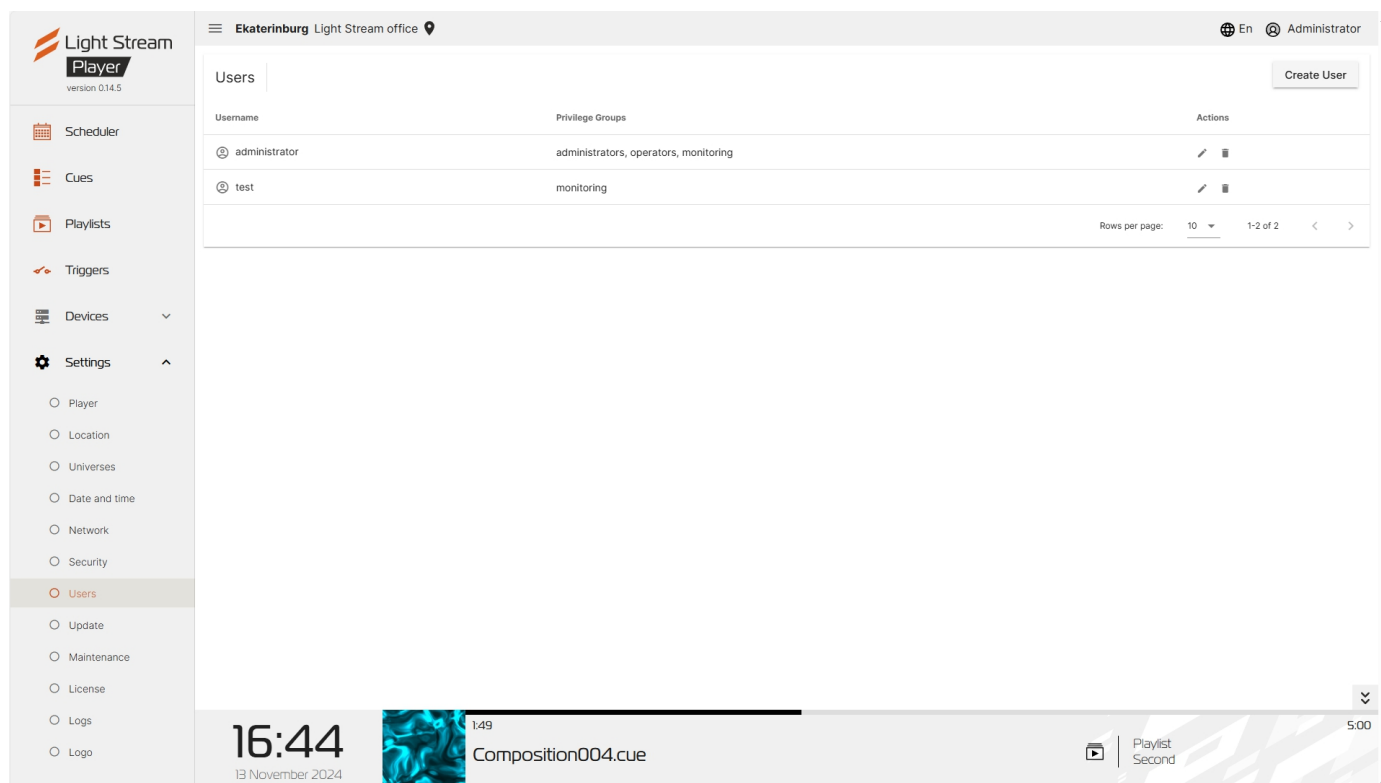 Light Stream
Player
version 0.14.5
Scheduler
Cues
Playlists
Triggers
Devices
Settings
Player
Location
Universes
Date and time
Network
Security
Users
Update
Maintenance
License
Logs
Logo
Ekaterinburg Light Stream office
En Administrator
Users
Create User
Username Privilege Groups Actions
administrator administrators, operators, monitoring
test monitoring
Rows per page: 10 1-2 of 2
16:44
13 November 2024
1:49
5:00
Composition004.cue
Playlist
Second